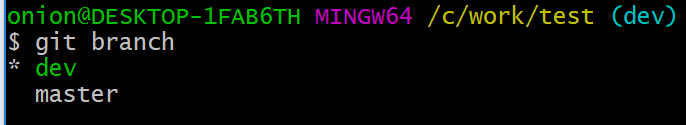 onion@DESKTOP-1FAB6TH MINGW64 /c/work/test (dev)
$ git branch
* dev
  master